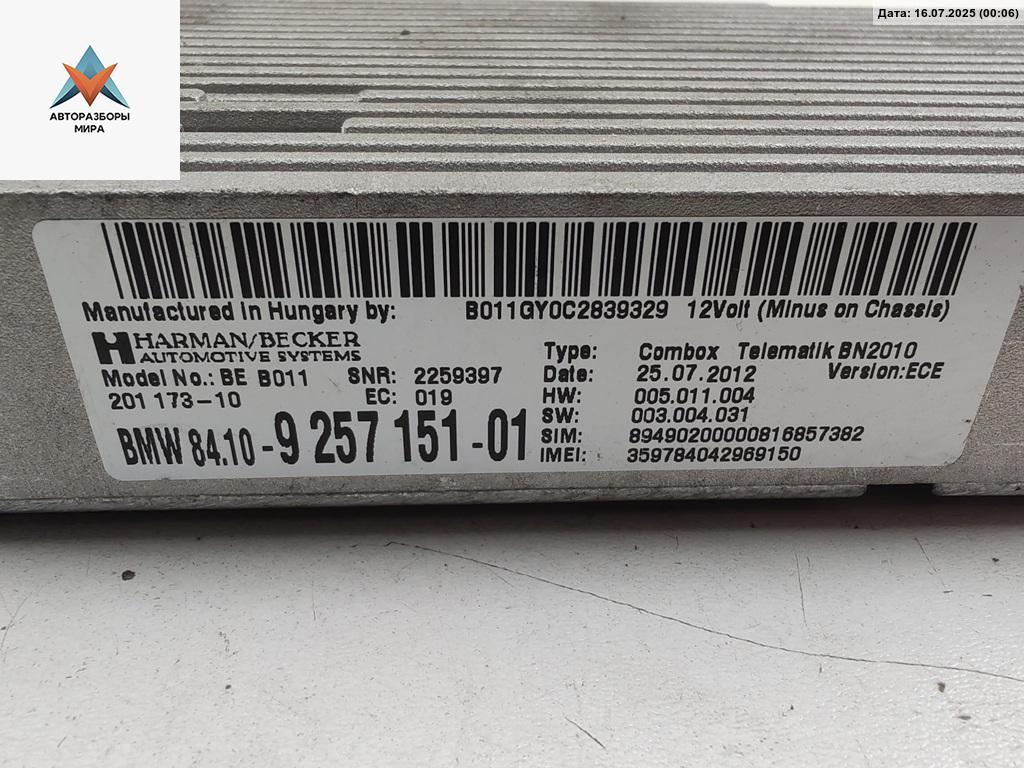 Дата: 16.07.2025 (00:06)
АВТОРАЗБОРЫ
МИРА
Manufactured in Hungary by: B011GY0C2839329 12Volt (Minus on Chassis)
HARMAN/BECKER
AUTOMOTIVE SYSTEMS
Model No.: BE B011 SNR: 2259397
201 173-10 EC: 019
BMW 84.10-9 257 151-01
Type: Combox Telematik BN2010
Date: 25.07.2012 Version:ECE
HW: 005.011.004
SW: 003.004.031
SIM: 89490200000816857382
IMEI: 359784042969150